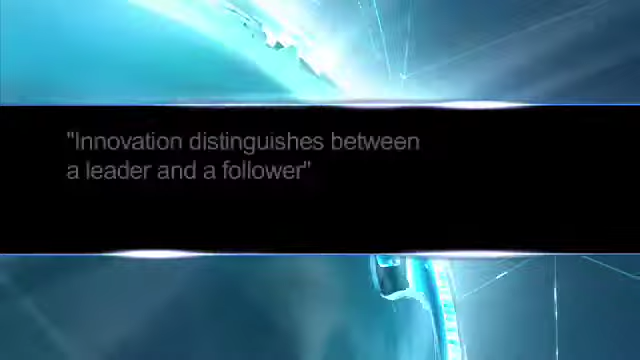 "Innovation distinguishes between
a leader and a follower"